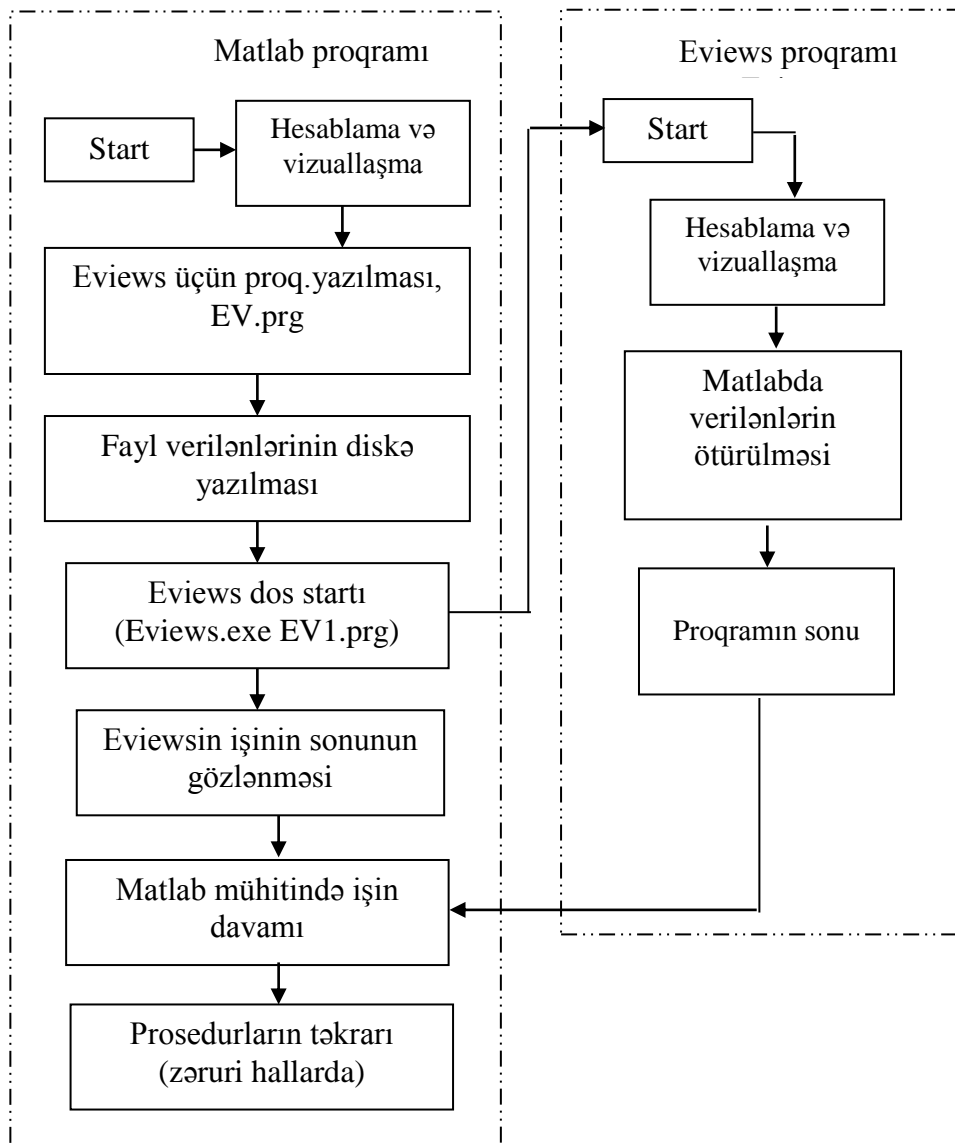 Matlab proqramı
Start
Hesablama və
vizuallaşma
Eviews üçün proq.yazılması,
EV.prg
Fayl verilənlərinin diskə
yazılması
Eviews dos startı
(Eviews.exe EV1.prg)
Eviewsin işinin sonunun
gözlənməsi
Matlab mühitində işin
davamı
Prosedurların təkrarı
(zəruri hallarda)
Eviews proqramı
Start
Hesablama və
vizuallaşma
Matlabda
verilənlərin
ötürülməsi
Proqramın sonu